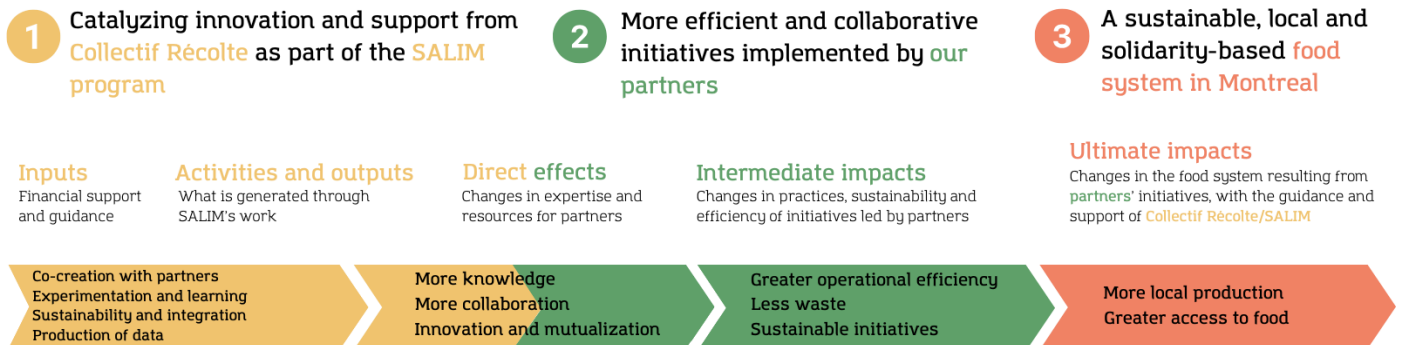 1
Catalyzing innovation and support from
Collectif Récolte as part of the SALIM
program
2
More efficient and collaborative
initiatives implemented by our
partners
3
A sustainable, local and
solidarity-based food
system in Montreal
Inputs
Financial support
and guidance
Activities and outputs
What is generated through
SALIM's work
Direct effects
Changes in expertise and
resources for partners
Intermediate impacts
Changes in practices, sustainability and
efficiency of initiatives led by partners
Ultimate impacts
Changes in the food system resulting from
partners' initiatives, with the guidance and
support of Collectif Récolte/SALIM
Co-creation with partners
Experimentation and learning
Sustainability and integration
Production of data
More knowledge
More collaboration
Innovation and mutualization
Greater operational efficiency
Less waste
Sustainable initiatives
More local production
Greater access to food